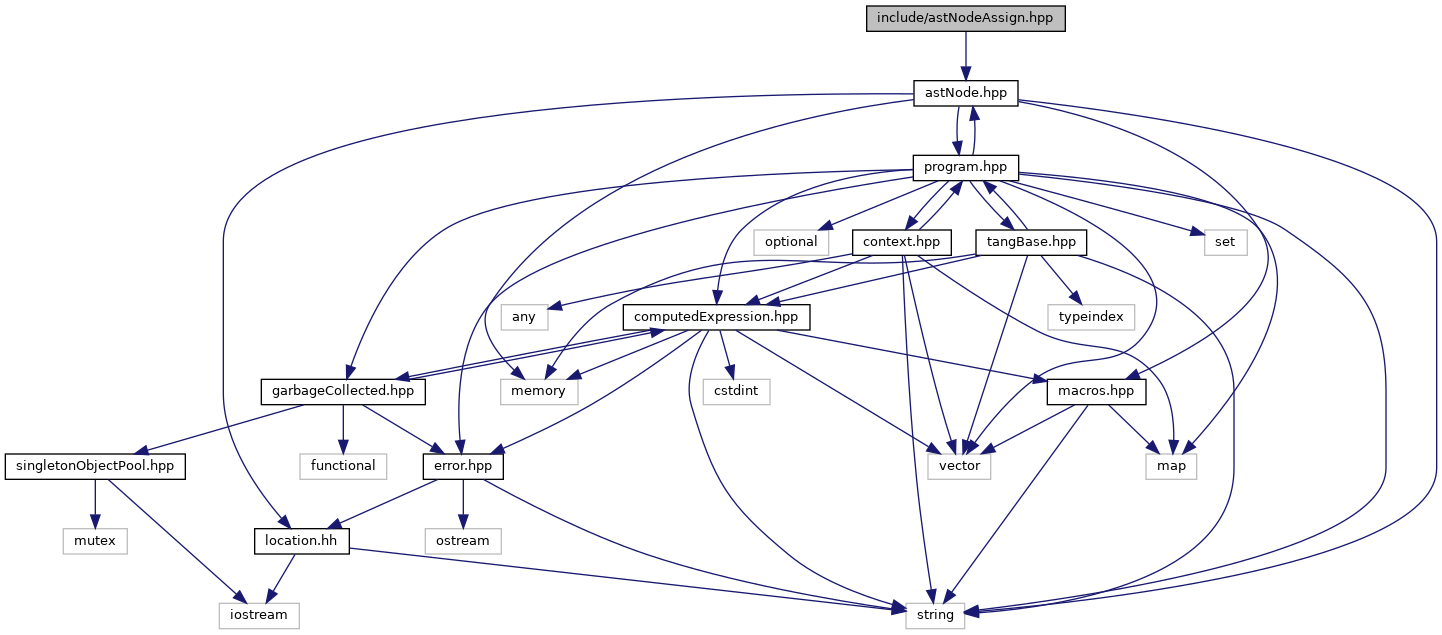 include/astNodeAssign.hpp
astNode.hpp
program.hpp
optional
context.hpp
tangBase.hpp
set
any
computedExpression.hpp
typeindex
garbageCollected.hpp
memory
cstdint
macros.hpp
singletonObjectPool.hpp
functional
error.hpp
vector
map
mutex
location.hh
ostream
iostream
string